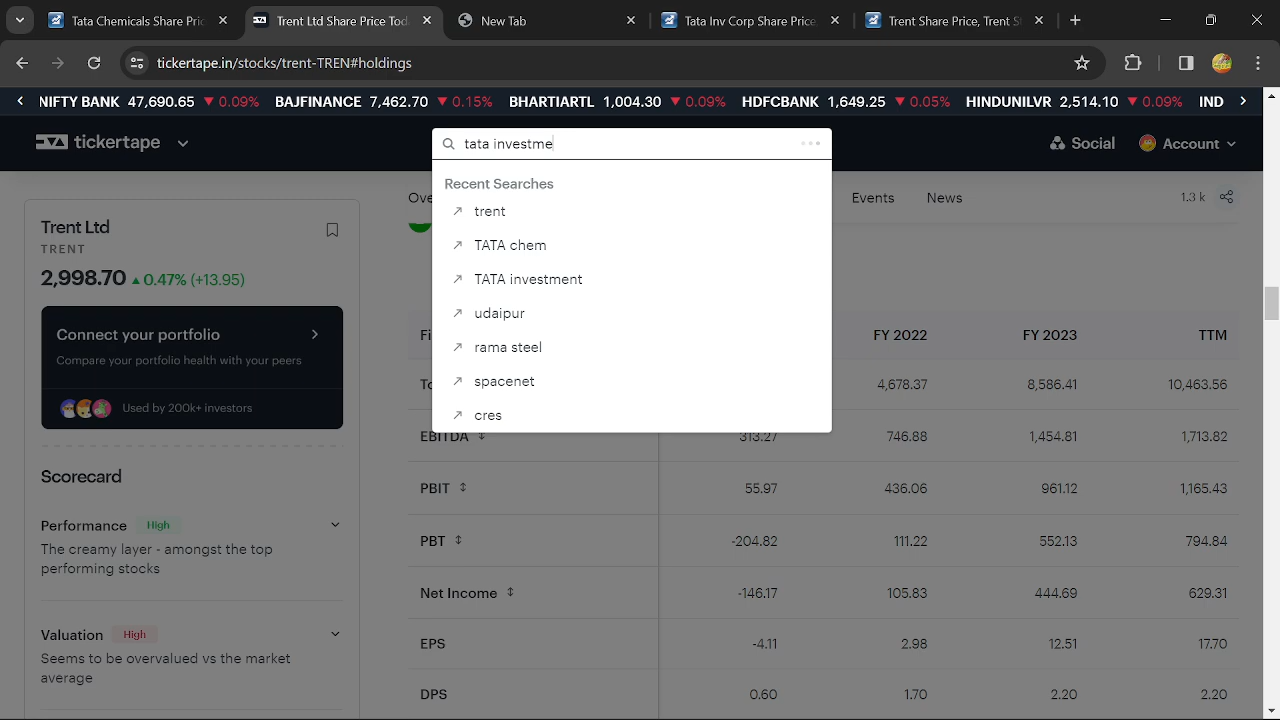 Tata Chemicals Share Pric
Trent Ltd Share Price Tod
New Tab
Tata Inv Corp Share Price,
Trent Share Price, Trent S
tickertape.in/stocks/trent-TREN#holdings
NIFTY BANK 47,690.65 ▼ 0.09% BAJFINANCE 7,462.70 ▼ 0.15% BHARTIARTL 1,004.30 ▼ 0.09% HDFCBANK 1,649.25 ▼ 0.05% HINDUNILVR 2,514.10 ▼ 0.09% IND
tickertape
tata investme
Social
Account
Recent Searches
trent
TATA chem
TATA investment
udaipur
rama steel
spacenet
cres
Ove
Events
News
1.3 k
Trent Ltd
TRENT
2,998.70 ▲ 0.47% (+13.95)
Connect your portfolio
Compare your portfolio health with your peers
Used by 200k+ investors
Scorecard
Performance High
The creamy layer - amongst the top
performing stocks
Valuation High
Seems to be overvalued vs the market
average
Fi FY 2022 FY 2023 TTM
To 4,678.37 8,586.41 10,463.56
EBITDA 313.27 746.88 1,454.81 1,713.82
PBIT 55.97 436.06 961.12 1,165.43
PBT -204.82 111.22 552.13 794.84
Net Income -146.17 105.83 444.69 629.31
EPS -4.11 2.98 12.51 17.70
DPS 0.60 1.70 2.20 2.20